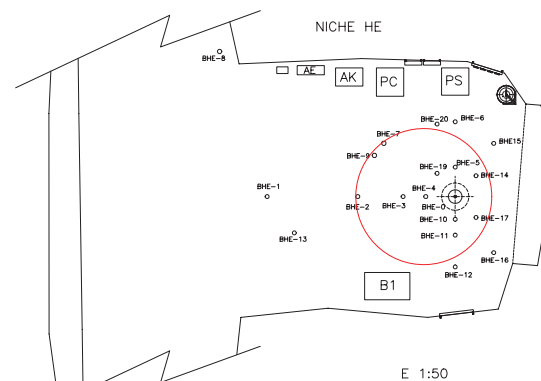 NICHE HE
BHE-8
AE
AK
PC
PS
BHE-20
BHE-6
BHE-7
BHE15
BHE-9
BHE-5
BHE-19
BHE-14
BHE-1
BHE-2
BHE-3
BHE-4
BHE-0
BHE-10
BHE-17
BHE-13
BHE-11
BHE-16
BHE-12
B1
E 1:50